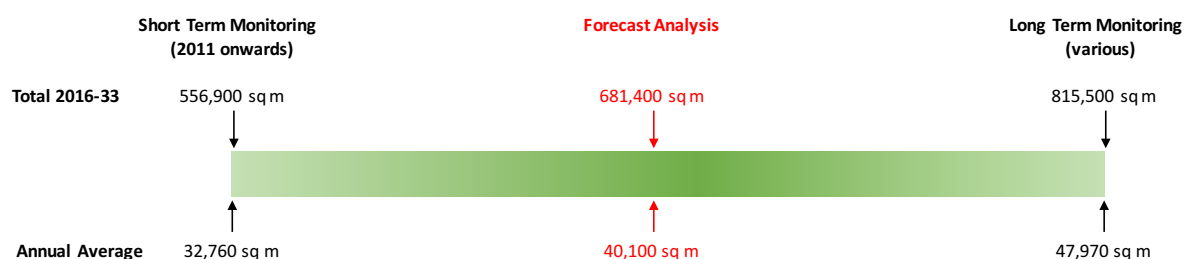 Short Term Monitoring
(2011 onwards)
Forecast Analysis
Long Term Monitoring
(various)
Total 2016-33
556,900 sq m
681,400 sq m
815,500 sq m
Annual Average
32,760 sq m
40,100 sq m
47,970 sq m